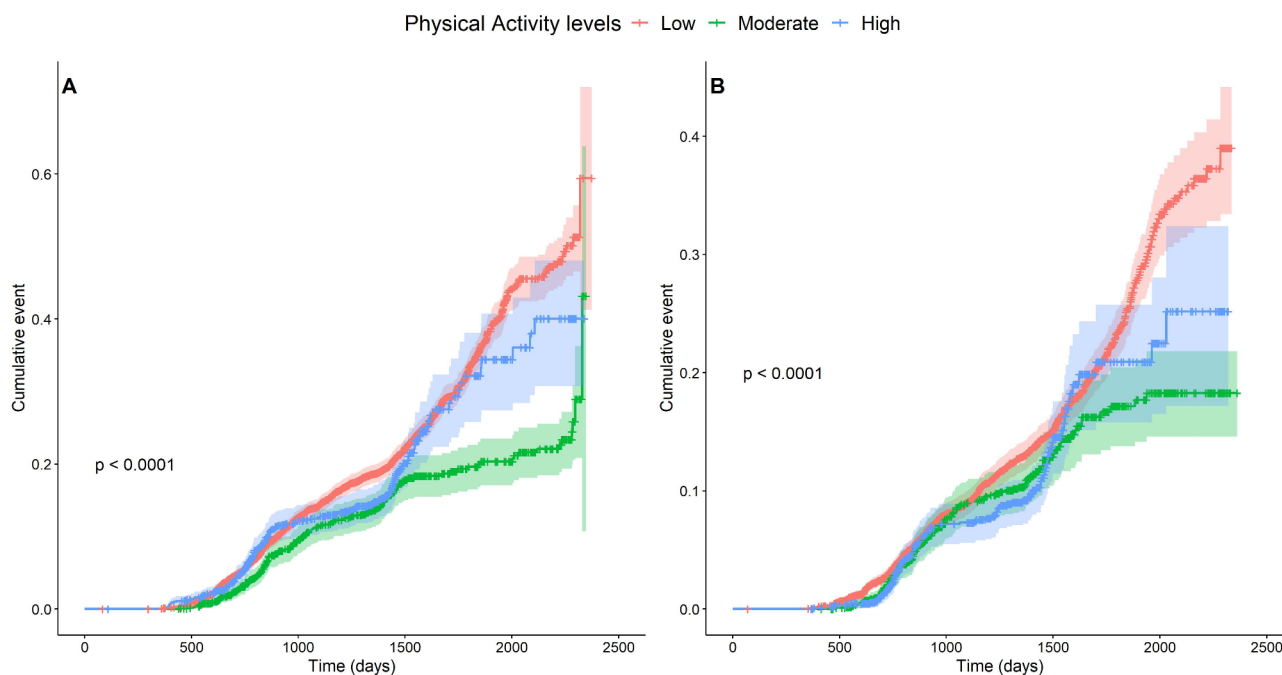 Physical Activity levels Low Moderate High
A
Cumulative event
0.6
0.4
0.2
0.0
p < 0.0001
0 500 1000 1500 2000 2500
Time (days)
B
Cumulative event
0.4
0.3
0.2
0.1
0.0
p < 0.0001
0 500 1000 1500 2000 2500
Time (days)